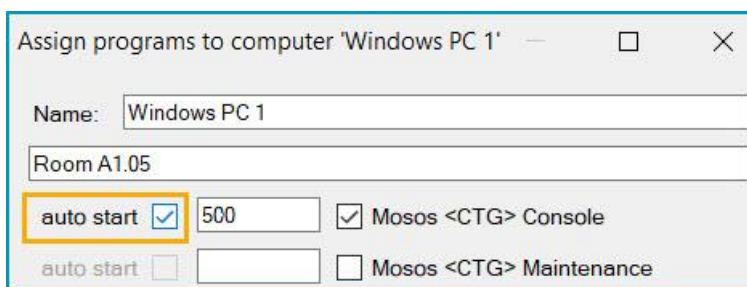 Assign programs to computer 'Windows PC 1'
Name: Windows PC 1
Room A1.05
auto start 500 Mosos <CTG> Console
auto start Mosos <CTG> Maintenance